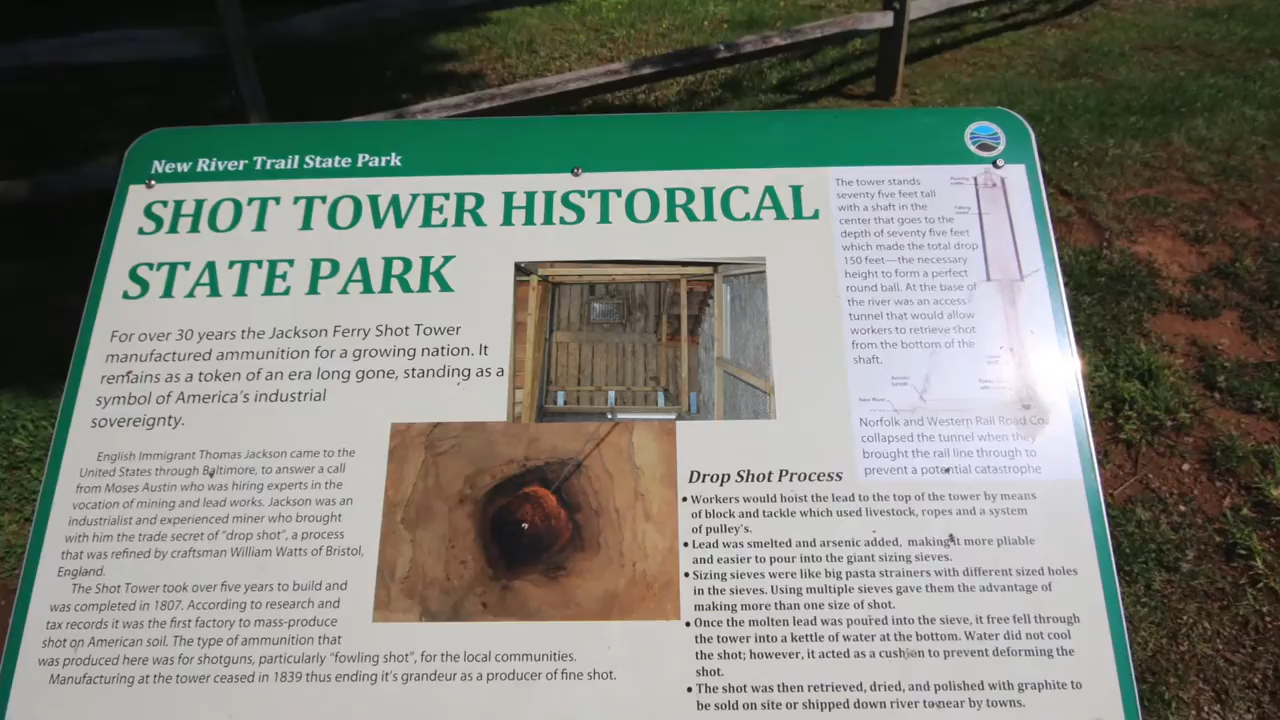 New River Trail State Park
SHOT TOWER HISTORICAL
STATE PARK
For over 30 years the Jackson Ferry Shot Tower
manufactured ammunition for a growing nation. It
remains as a token of an era long gone, standing as a
symbol of America's industrial
sovereignty.
English Immigrant Thomas Jackson came to the
United States through Baltimore, to answer a call
from Moses Austin who was hiring experts in the
vocation of mining and lead works. Jackson was an
industrialist and experienced miner who brought
with him the trade secret of "drop shot", a process
that was refined by craftsman William Watts of Bristol,
England.
The Shot Tower took over five years to build and
was completed in 1807. According to research and
tax records it was the first factory to mass-produce
shot on American soil. The type of ammunition that
was produced here was for shotguns, particularly "fowling shot", for the local communities.
Manufacturing at the tower ceased in 1839 thus ending it's grandeur as a producer of fine shot.
The tower stands
seventy five feet tall
with a shaft in the
center that goes to the
depth of seventy five feet
which made the total drop
150 feet—the necessary
height to form a perfect
round ball. At the base of
the river was an access
tunnel that would allow
workers to retrieve shot
from the bottom of the
shaft.
New River
Norfolk and Western Rail Road Co.
collapsed the tunnel when they
brought the rail line through to
prevent a potential catastrophe
Drop Shot Process
• Workers would hoist the lead to the top of the tower by means
of block and tackle which used livestock, ropes and a system
of pulley's.
• Lead was smelted and arsenic added, making it more pliable
and easier to pour into the giant sizing sieves.
• Sizing sieves were like big pasta strainers with different sized holes
in the sieves. Using multiple sieves gave them the advantage of
making more than one size of shot.
• Once the molten lead was poured into the sieve, it free fell through
the tower into a kettle of water at the bottom. Water did not cool
the shot; however, it acted as a cushion to prevent deforming the
shot.
• The shot was then retrieved, dried, and polished with graphite to
be sold on site or shipped down river to near by towns.